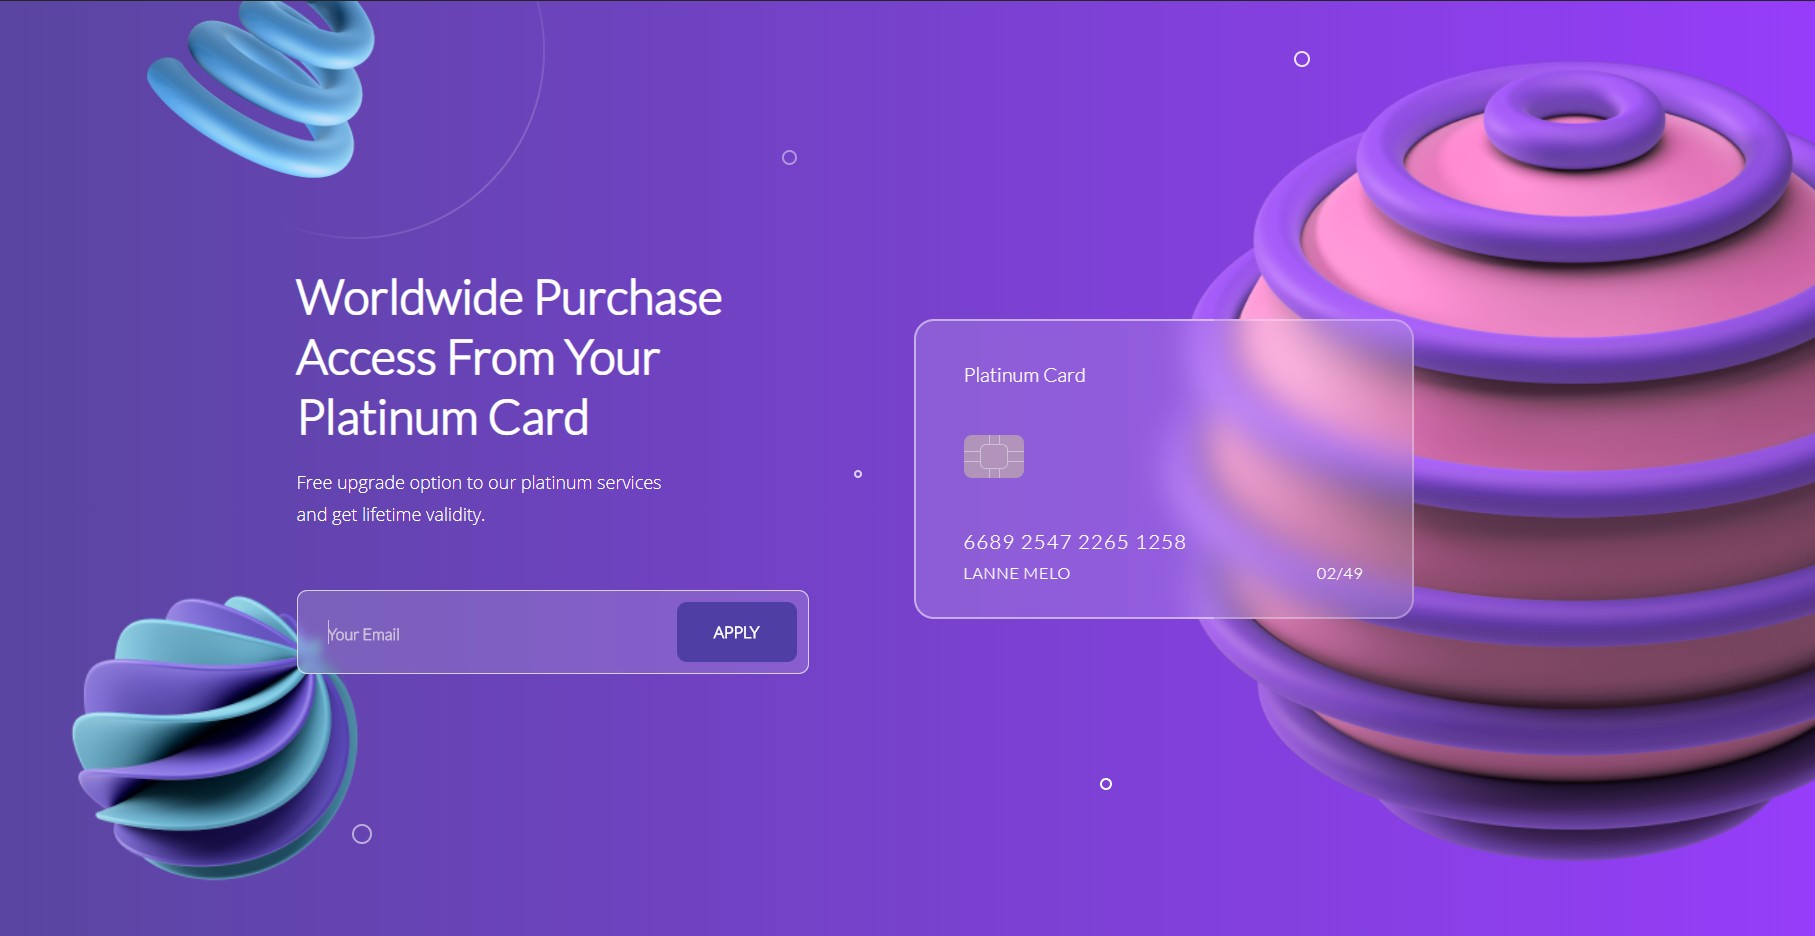 Worldwide Purchase
Access From Your
Platinum Card
Free upgrade option to our platinum services
and get lifetime validity.
Your Email
APPLY
Platinum Card
6689 2547 2265 1258
LANNE MELO 02/49